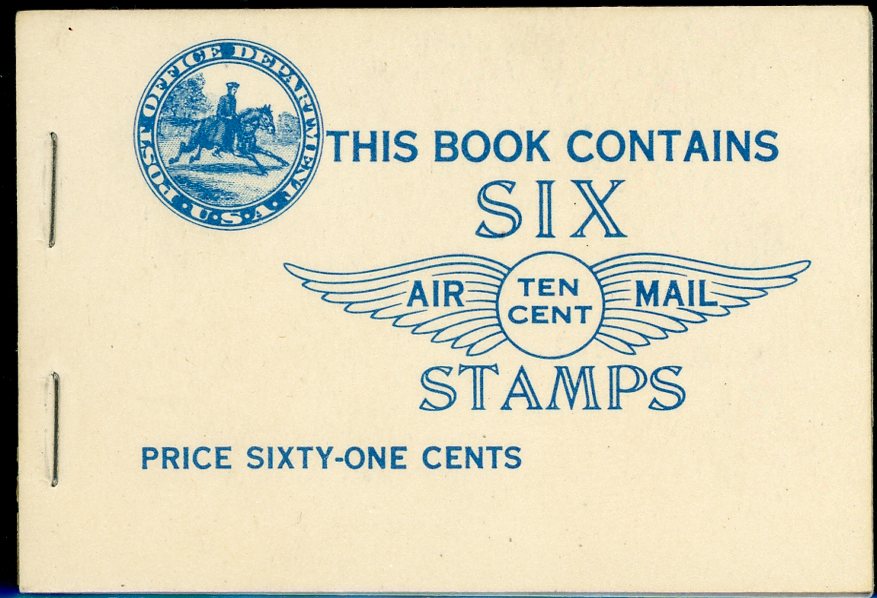 POST OFFICE DEPARTMENT
U·S·A
THIS BOOK CONTAINS
SIX
AIR TEN CENT MAIL
STAMPS
PRICE SIXTY-ONE CENTS